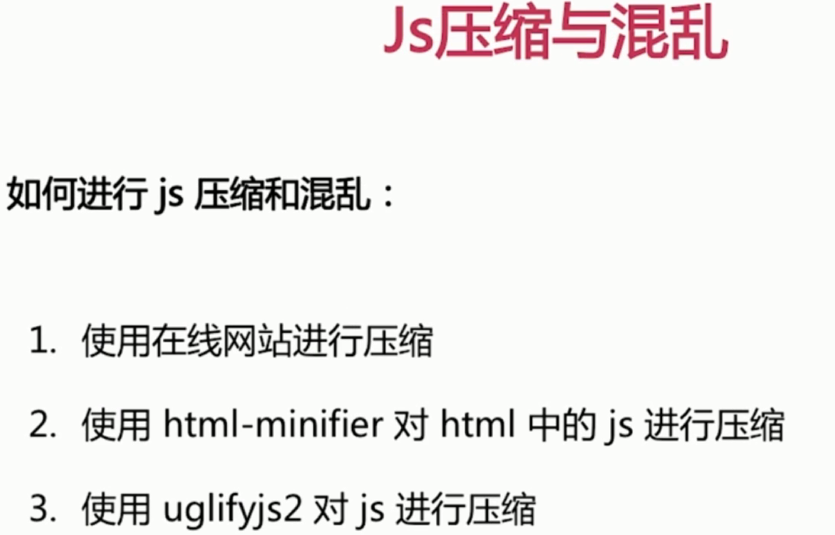 Js压缩与混乱
如何进行 js 压缩和混乱：
1. 使用在线网站进行压缩
2. 使用 html-minifier 对 html 中的 js 进行压缩
3. 使用 uglifyjs2 对 js 进行压缩